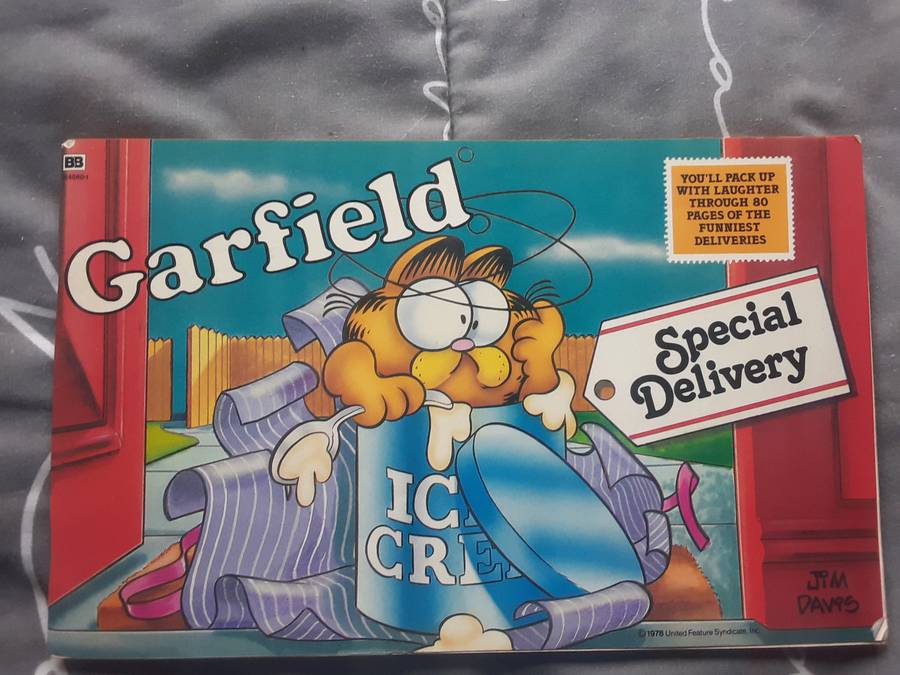 BB
Garfield
YOU'LL PACK UP
WITH LAUGHTER
THROUGH 80
PAGES OF THE
FUNNIEST
DELIVERIES
Special
Delivery
IC
CRE
JIM
DAVIS
©1978 United Feature Syndicate, Inc.